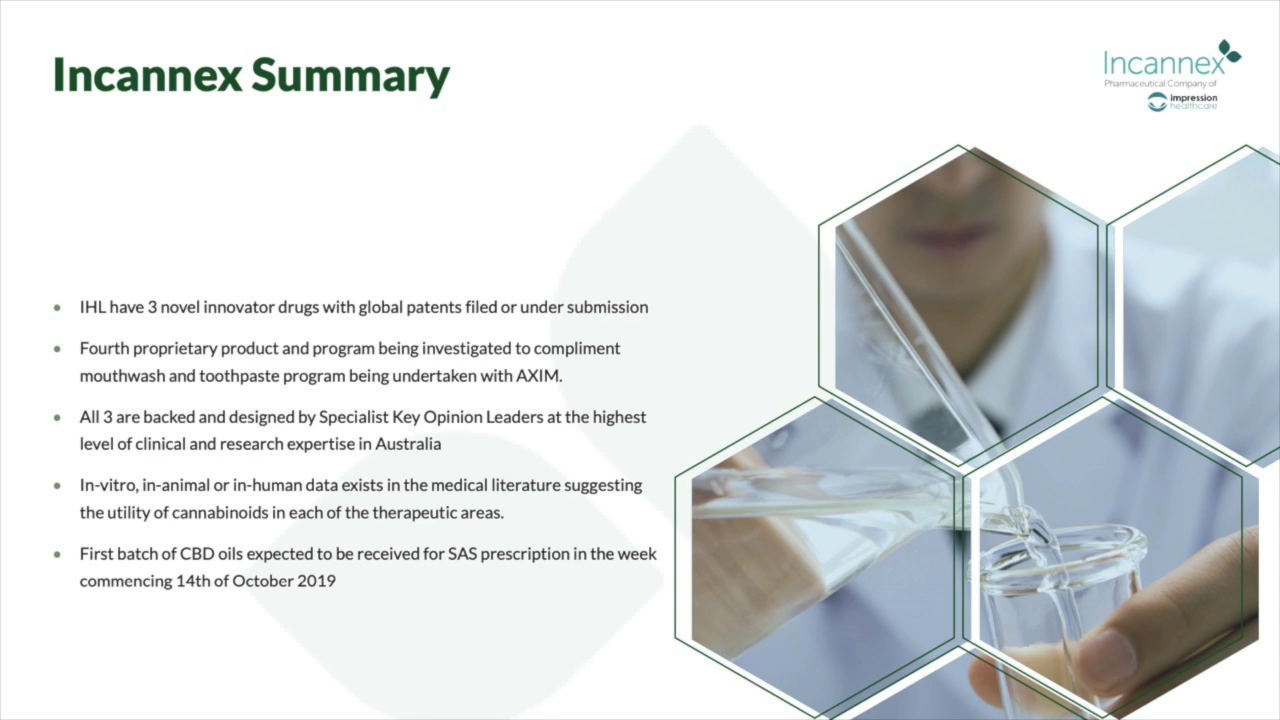 Incannex Summary
Incannex
Pharmaceutical Company of
impression
healthcare
IHL have 3 novel innovator drugs with global patents filed or under submission
Fourth proprietary product and program being investigated to compliment
mouthwash and toothpaste program being undertaken with AXIM.
All 3 are backed and designed by Specialist Key Opinion Leaders at the highest
level of clinical and research expertise in Australia
In-vitro, in-animal or in-human data exists in the medical literature suggesting
the utility of cannabinoids in each of the therapeutic areas.
First batch of CBD oils expected to be received for SAS prescription in the week
commencing 14th of October 2019